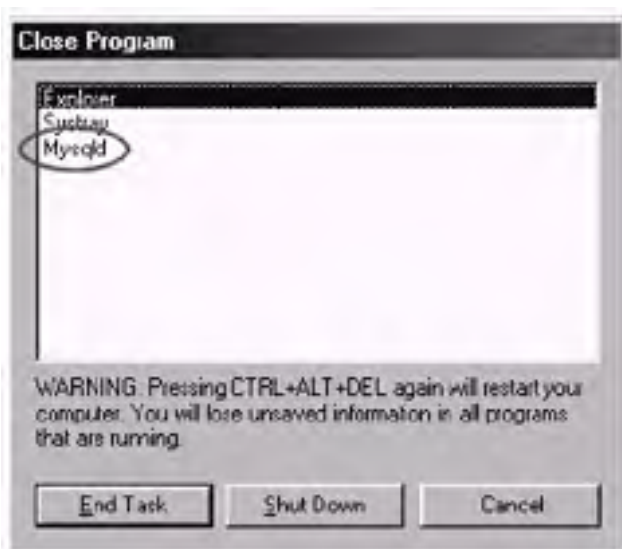 Close Program
Explorer
Systray
Mysqld
WARNING: Pressing CTRL+ALT+DEL again will restart your
computer. You will lose unsaved information in all programs
that are running.
End Task
Shut Down
Cancel